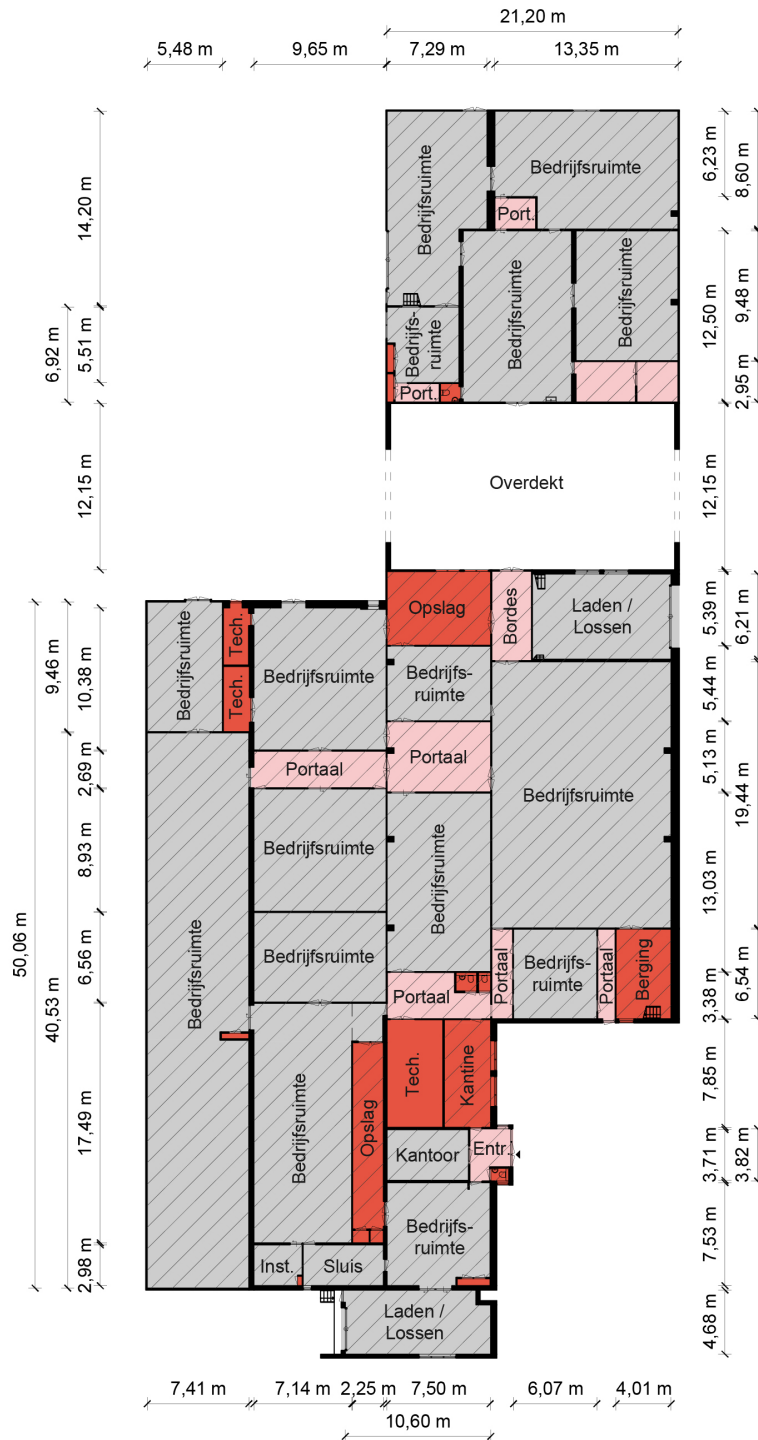 21,20 m
5,48 m
9,65 m
7,29 m
13,35 m
14,20 m
6,92 m
5,51 m
12,15 m
6,23 m
8,60 m
12,50 m
9,48 m
2,95 m
12,15 m
Bedrijfsruimte
Bedrijfsruimte
Port.
Bedrijfsruimte
Bedrijfsruimte
Bedrijfs-
ruimte
Port.
Overdekt
50,06 m
9,46 m
40,53 m
10,38 m
2,69 m
8,93 m
6,56 m
17,49 m
2,98 m
5,39 m
6,21 m
5,44 m
5,13 m
19,44 m
13,03 m
3,38 m
6,54 m
7,85 m
3,71 m
3,82 m
7,53 m
4,68 m
Bedrijfsruimte
Tech.
Tech.
Bedrijfsruimte
Opslag
Bordes
Laden /
Lossen
Bedrijfs-
ruimte
Portaal
Portaal
Bedrijfsruimte
Bedrijfsruimte
Bedrijfsruimte
Bedrijfsruimte
Bedrijfsruimte
Portaal
Portaal
Bedrijfs-
ruimte
Portaal
Berging
Bedrijfsruimte
Opslag
Tech.
Kantine
Kantoor
Entr.
Bedrijfs-
ruimte
Inst.
Sluis
Laden /
Lossen
7,41 m
7,14 m
2,25 m
7,50 m
6,07 m
4,01 m
10,60 m